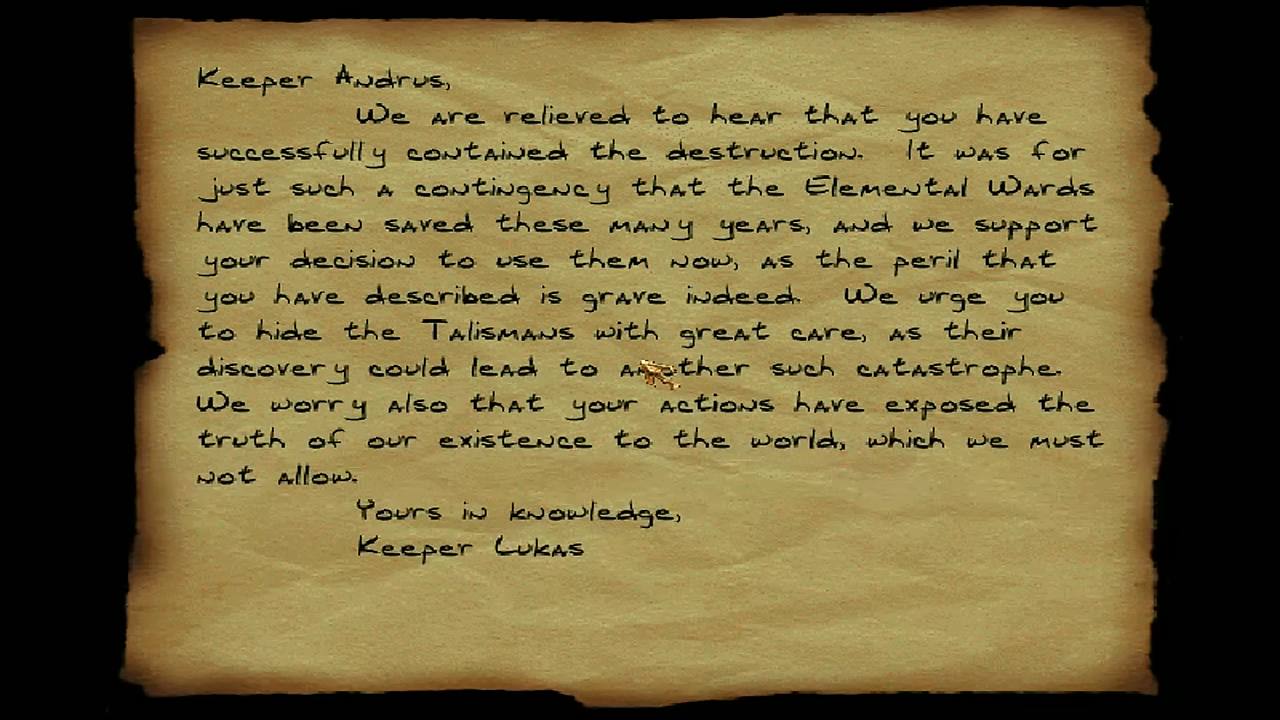 Keeper Andrus,
We are relieved to hear that you have
successfully contained the destruction. It was for
just such a contingency that the Elemental Wards
have been saved these many years, and we support
your decision to use them now, as the peril that
you have described is grave indeed. We urge you
to hide the Talismans with great care, as their
discovery could lead to another such catastrophe.
We worry also that your actions have exposed the
truth of our existence to the world, which we must
not allow.
Yours in knowledge,
Keeper Lukas